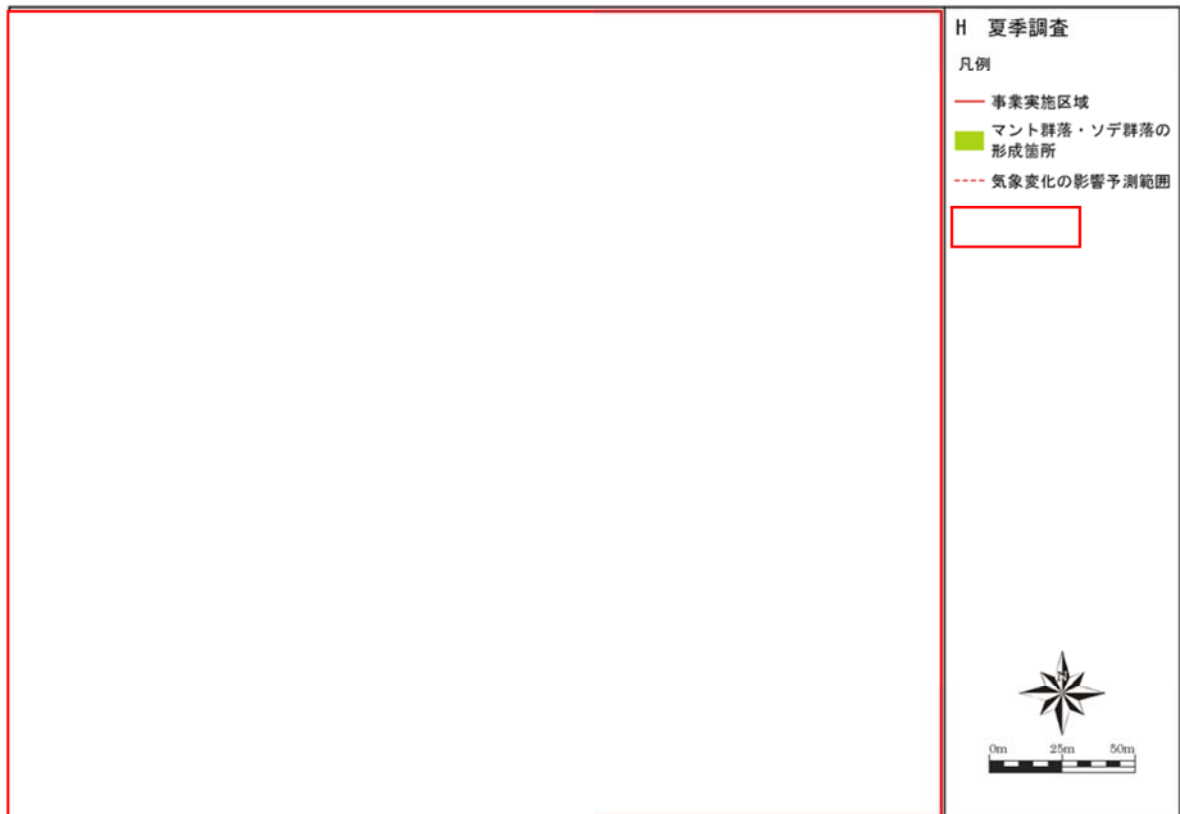 H 夏季調査
凡例
事業実施区域
マント群落・ソデ群落の
形成箇所
気象変化の影響予測範囲
N
0m 25m 50m